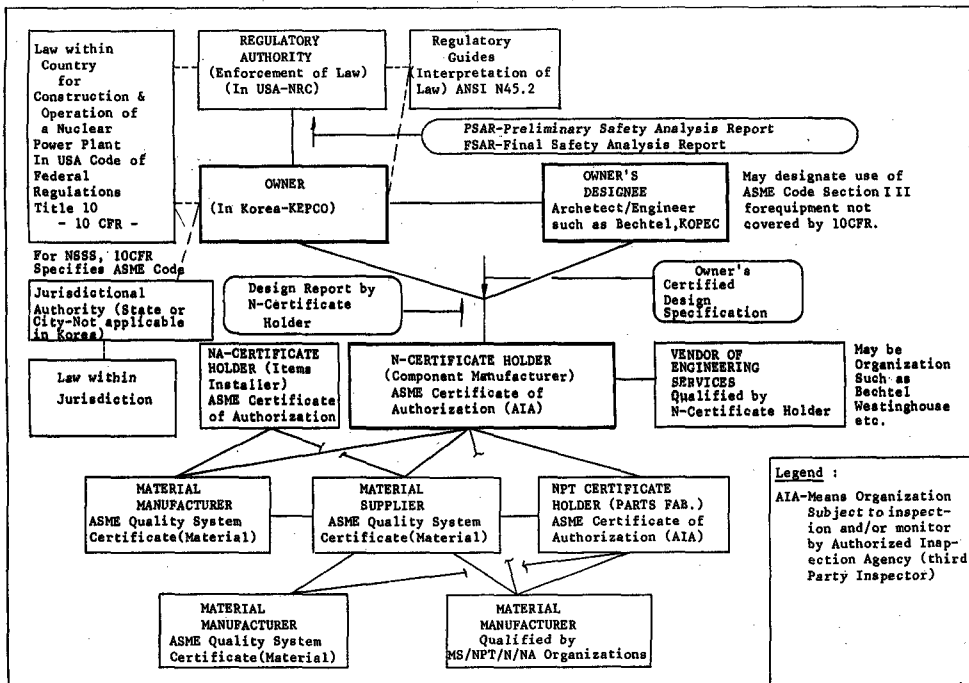 Law within
Country
for
Construction &
Operation of
a Nuclear
Power Plant
In USA Code of
Federal
Regulations
Title 10
- 10 CFR -
REGULATORY
AUTHORITY
(Enforcement of Law)
(In USA-NRC)
Regulatory
Guides
(Interpretation of
Law) ANSI N45.2
PSAR-Preliminary Safety Analysis Report
FSAR-Final Safety Analysis Report
OWNER
(In Korea-KEPCO)
OWNER'S
DESIGNEE
Archetect/Engineer
such as Bechtel,KOPEC
May designate use of
ASME Code Section III
forequipment not
covered by 10CFR.
For NSSS, 10CFR
Specifies ASME Code
Jurisdictional
Authority (State or
City-Not applicable
in Korea)
Law within
Jurisdiction
Design Report by
N-Certificate
Holder
Owner's
Certified
Design
Specification
NA-CERTIFICATE
HOLDER (Items
Installer)
ASME Certificate
of Authorization
N-CERTIFICATE HOLDER
(Component Manufacturer)
ASME Certificate of
Authorization (AIA)
VENDOR OF
ENGINEERING
SERVICES
Qualified by
N-Certificate Holder
May be
Organization
Such as
Bechtel
Westinghouae
etc.
MATERIAL
MANUFACTURER
ASME Quality System
Certificate(Material)
MATERIAL
SUPPLIER
ASME Quality System
Certificate(Material)
NPT CERTIFICATE
HOLDER (PARTS FAB.)
ASME Certificate of
Authorization (AIA)
MATERIAL
MANUFACTURER
ASME Quality System
Certificate(Material)
MATERIAL
MANUFACTURER
Qualified by
MS/NPT/N/NA Organizations
Legend :
AIA-Means Organization
Subject to inspect-
ion and/or monitor
by Authorized Inap-
ection Agency (third
Party Inspector)